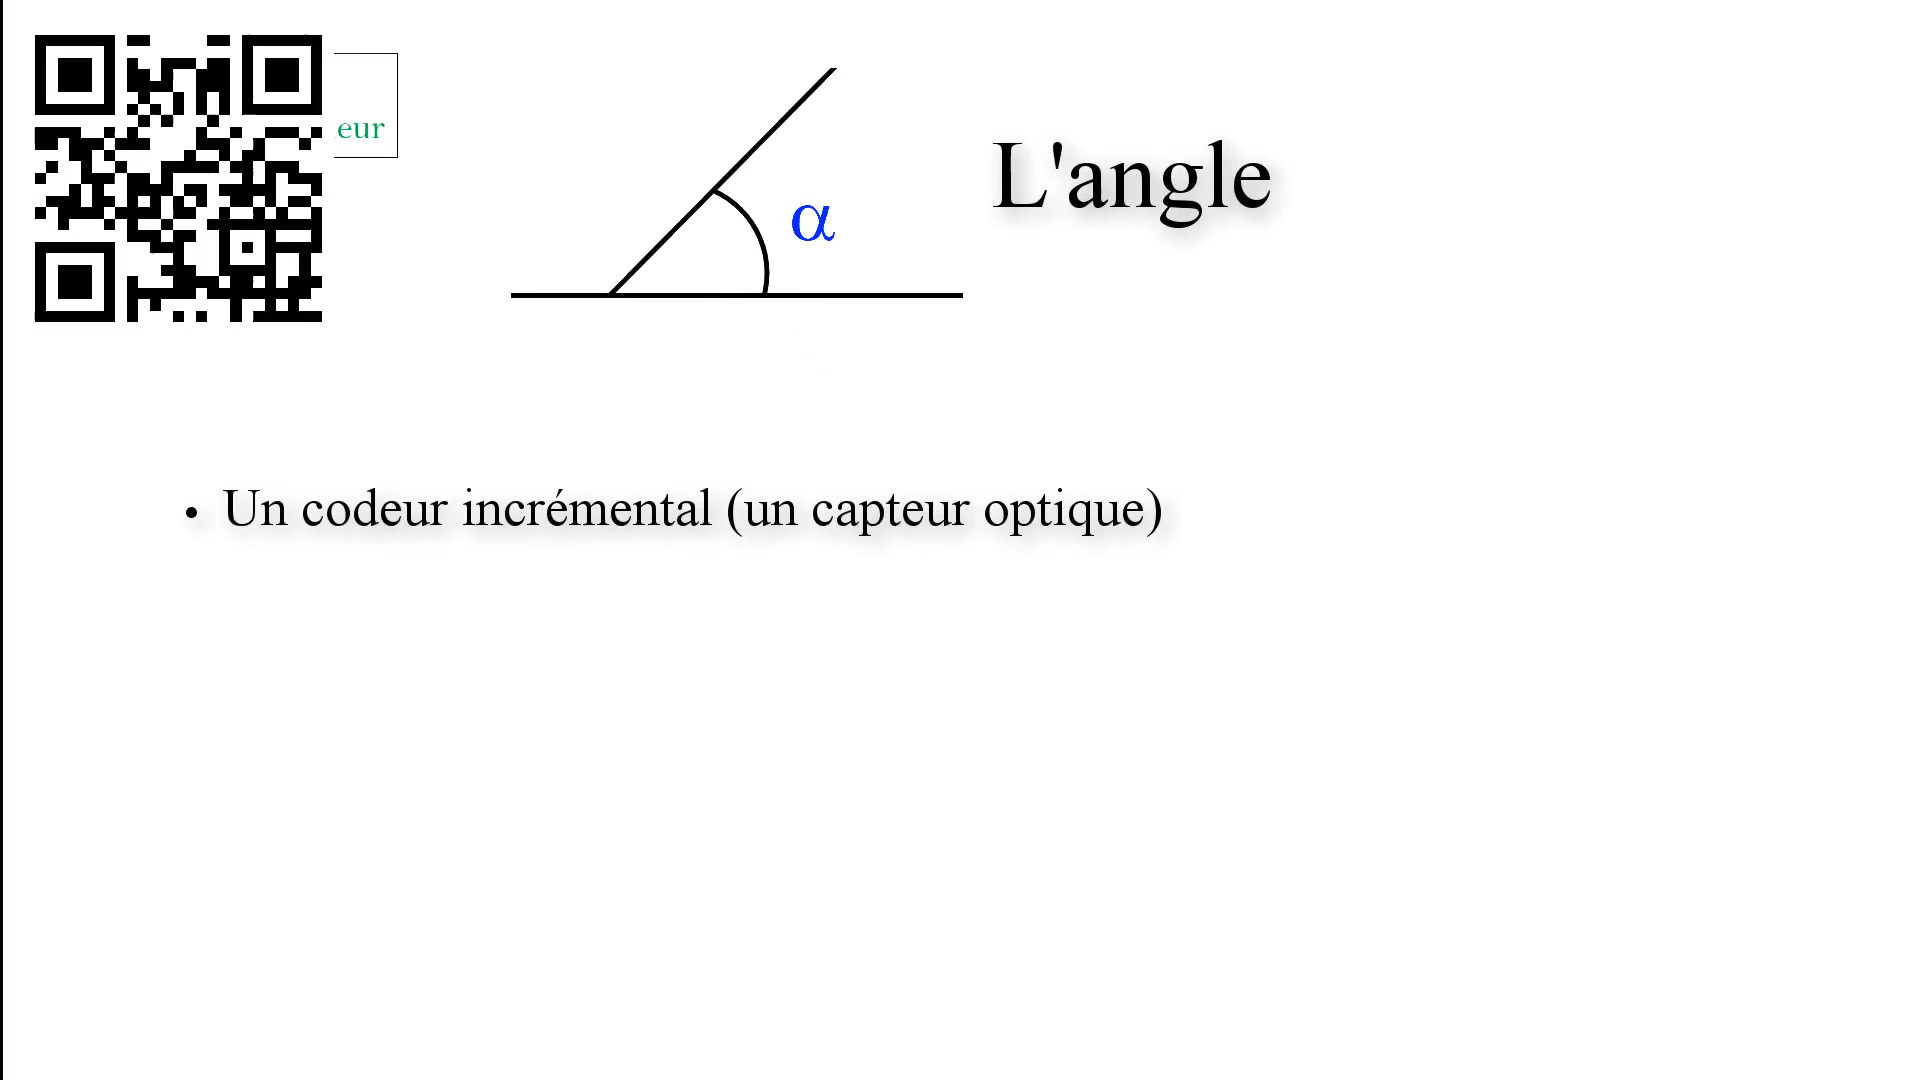 eur
α
L'angle
• Un codeur incrémental (un capteur optique)